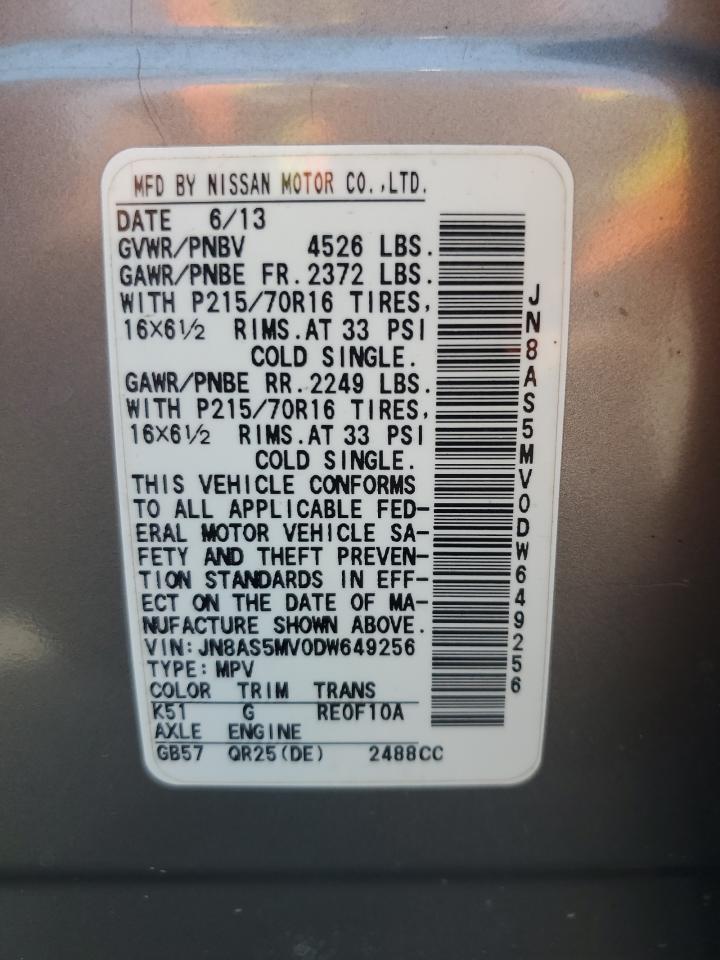 MFD BY NISSAN MOTOR CO.,LTD.
DATE 6/13
GVWR/PNBV 4526 LBS.
GAWR/PNBE FR.2372 LBS.
WITH P215/70R16 TIRES,
16×6½ RIMS.AT 33 PSI
COLD SINGLE.
GAWR/PNBE RR.2249 LBS.
WITH P215/70R16 TIRES,
16×6½ RIMS.AT 33 PSI
COLD SINGLE.
THIS VEHICLE CONFORMS
TO ALL APPLICABLE FED-
ERAL MOTOR VEHICLE SA-
FETY AND THEFT PREVEN-
TION STANDARDS IN EFF-
ECT ON THE DATE OF MA-
NUFACTURE SHOWN ABOVE.
VIN:JN8AS5MV0DW649256
TYPE:MPV
COLOR TRIM TRANS
K51 G RE0F10A
AXLE ENGINE
GB57 QR25(DE) 2488CC
JN8AS5MV0DW649256